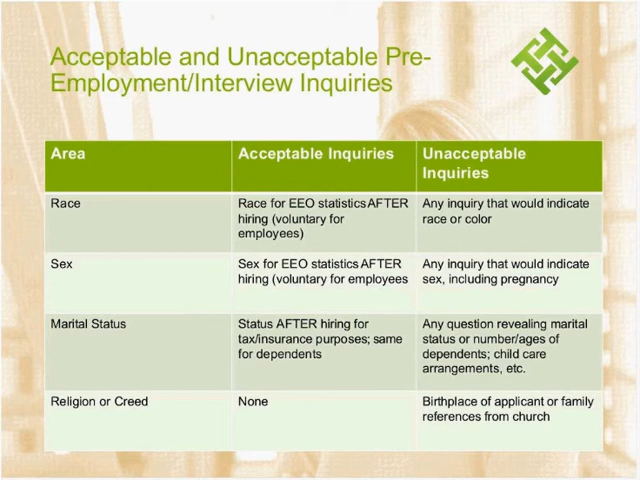 Acceptable and Unacceptable Pre-
Employment/Interview Inquiries
Area
Acceptable Inquiries
Unacceptable
Inquiries
Race
Race for EEO statistics AFTER
hiring (voluntary for
employees)
Any inquiry that would indicate
race or color
Sex
Sex for EEO statistics AFTER
hiring (voluntary for employees
Any inquiry that would indicate
sex, including pregnancy
Marital Status
Status AFTER hiring for
tax/insurance purposes; same
for dependents
Any question revealing marital
status or number/ages of
dependents; child care
arrangements, etc.
Religion or Creed
None
Birthplace of applicant or family
references from church